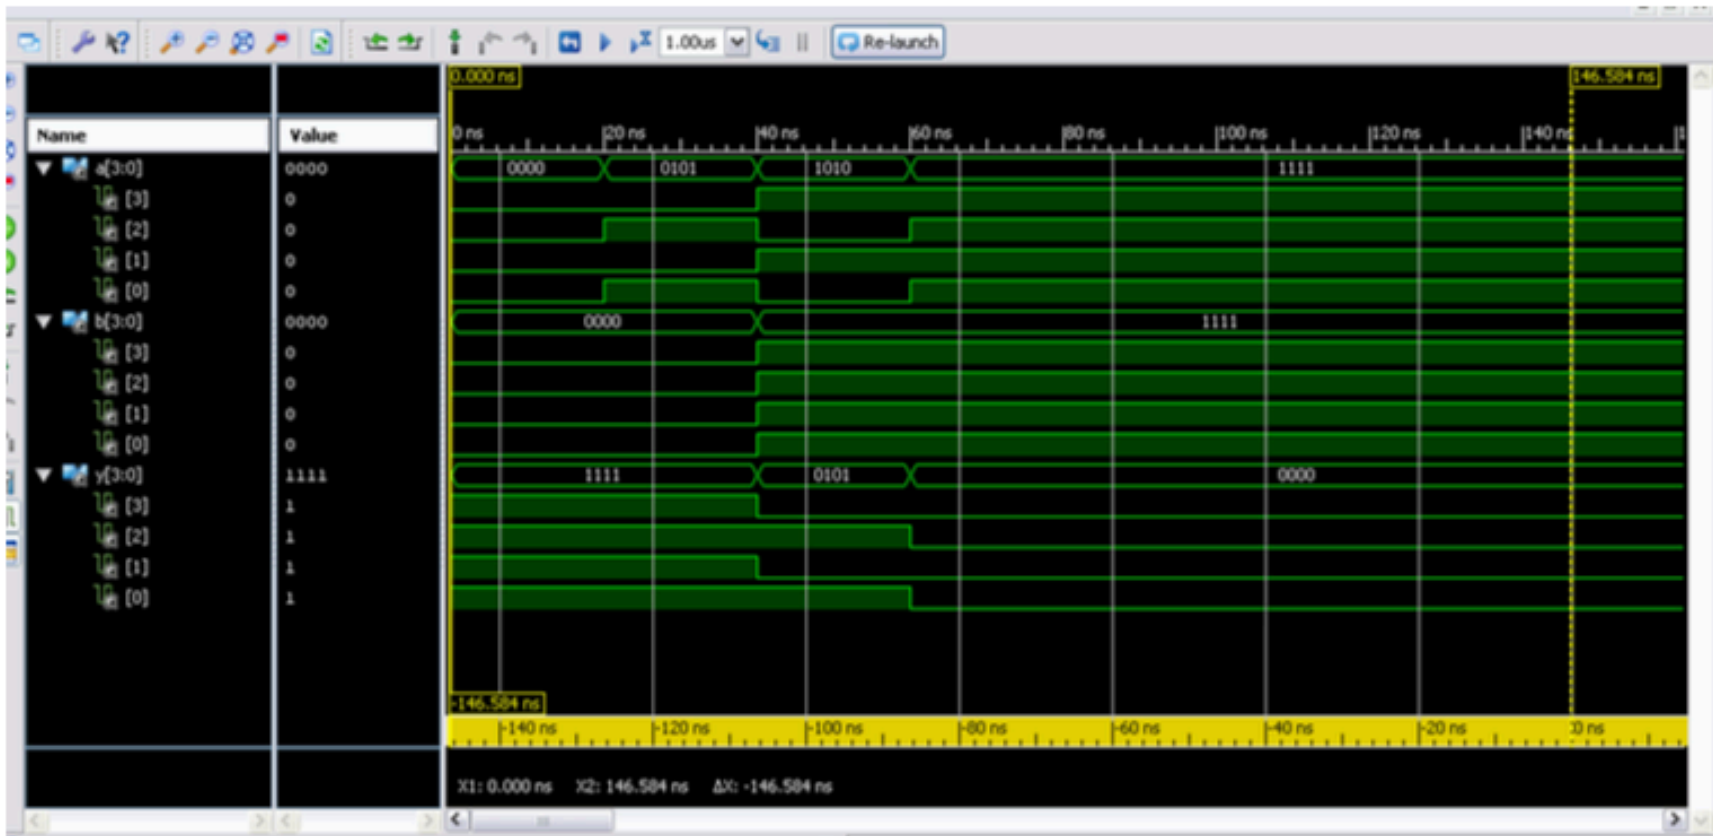 1.00us Re-launch
0.000 ns 146.584 ns
Name Value 0 ns 20 ns 40 ns 60 ns 80 ns 100 ns 120 ns 140 ns
a[3:0] 0000 0000 0101 1010 1111
[3] 0
[2] 0
[1] 0
[0] 0
b[3:0] 0000 0000 1111
[3] 0
[2] 0
[1] 0
[0] 0
y[3:0] 1111 1111 0101 0000
[3] 1
[2] 1
[1] 1
[0] 1
-146.584 ns
-140 ns -120 ns -100 ns -80 ns -60 ns -40 ns -20 ns 0 ns
X1: 0.000 ns X2: 146.584 ns ΔX: -146.584 ns